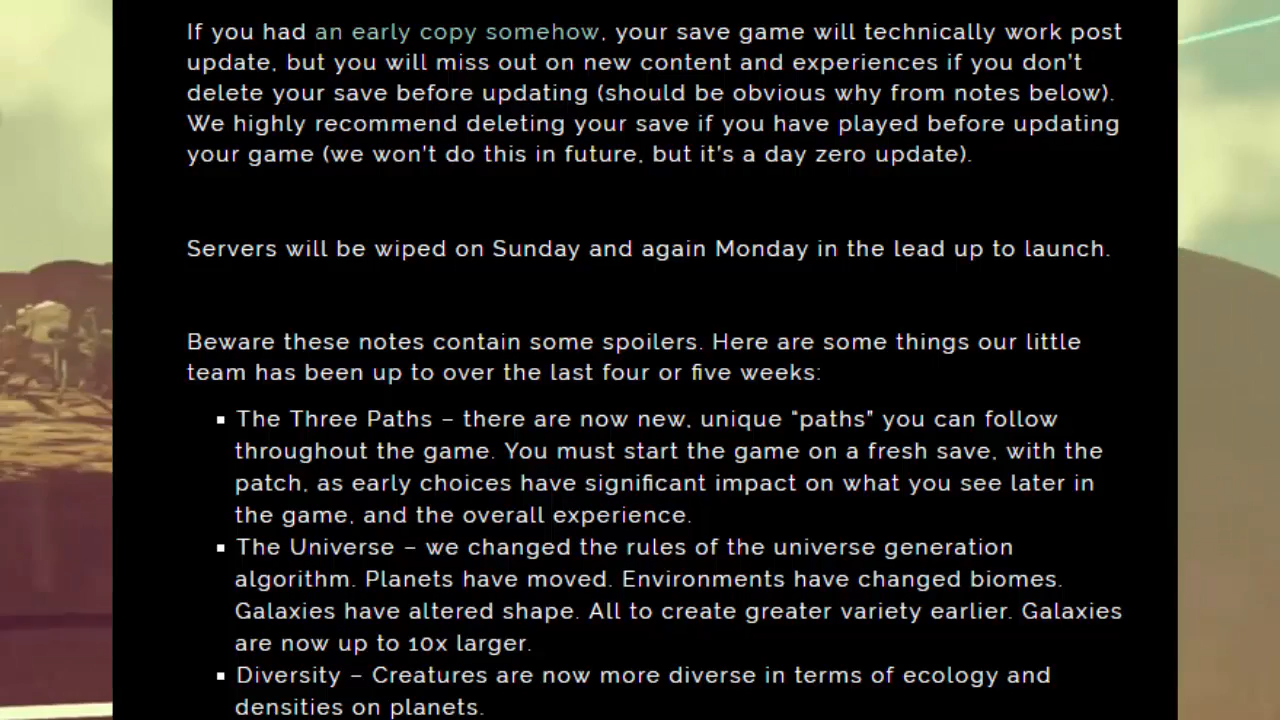 If you had an early copy somehow, your save game will technically work post
update, but you will miss out on new content and experiences if you don't
delete your save before updating (should be obvious why from notes below).
We highly recommend deleting your save if you have played before updating
your game (we won't do this in future, but it's a day zero update).
Servers will be wiped on Sunday and again Monday in the lead up to launch.
Beware these notes contain some spoilers. Here are some things our little
team has been up to over the last four or five weeks:
▪ The Three Paths – there are now new, unique “paths” you can follow
throughout the game. You must start the game on a fresh save, with the
patch, as early choices have significant impact on what you see later in
the game, and the overall experience.
▪ The Universe – we changed the rules of the universe generation
algorithm. Planets have moved. Environments have changed biomes.
Galaxies have altered shape. All to create greater variety earlier. Galaxies
are now up to 10x larger.
▪ Diversity – Creatures are now more diverse in terms of ecology and
densities on planets.